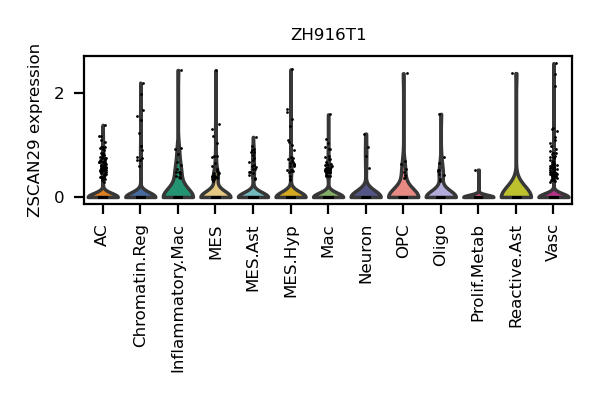 ZH916T1
ZSCAN29 expression
2
0
AC
Chromatin.Reg
Inflammatory.Mac
MES
MES.Ast
MES.Hyp
Mac
Neuron
OPC
Oligo
Prolif.Metab
Reactive.Ast
Vasc